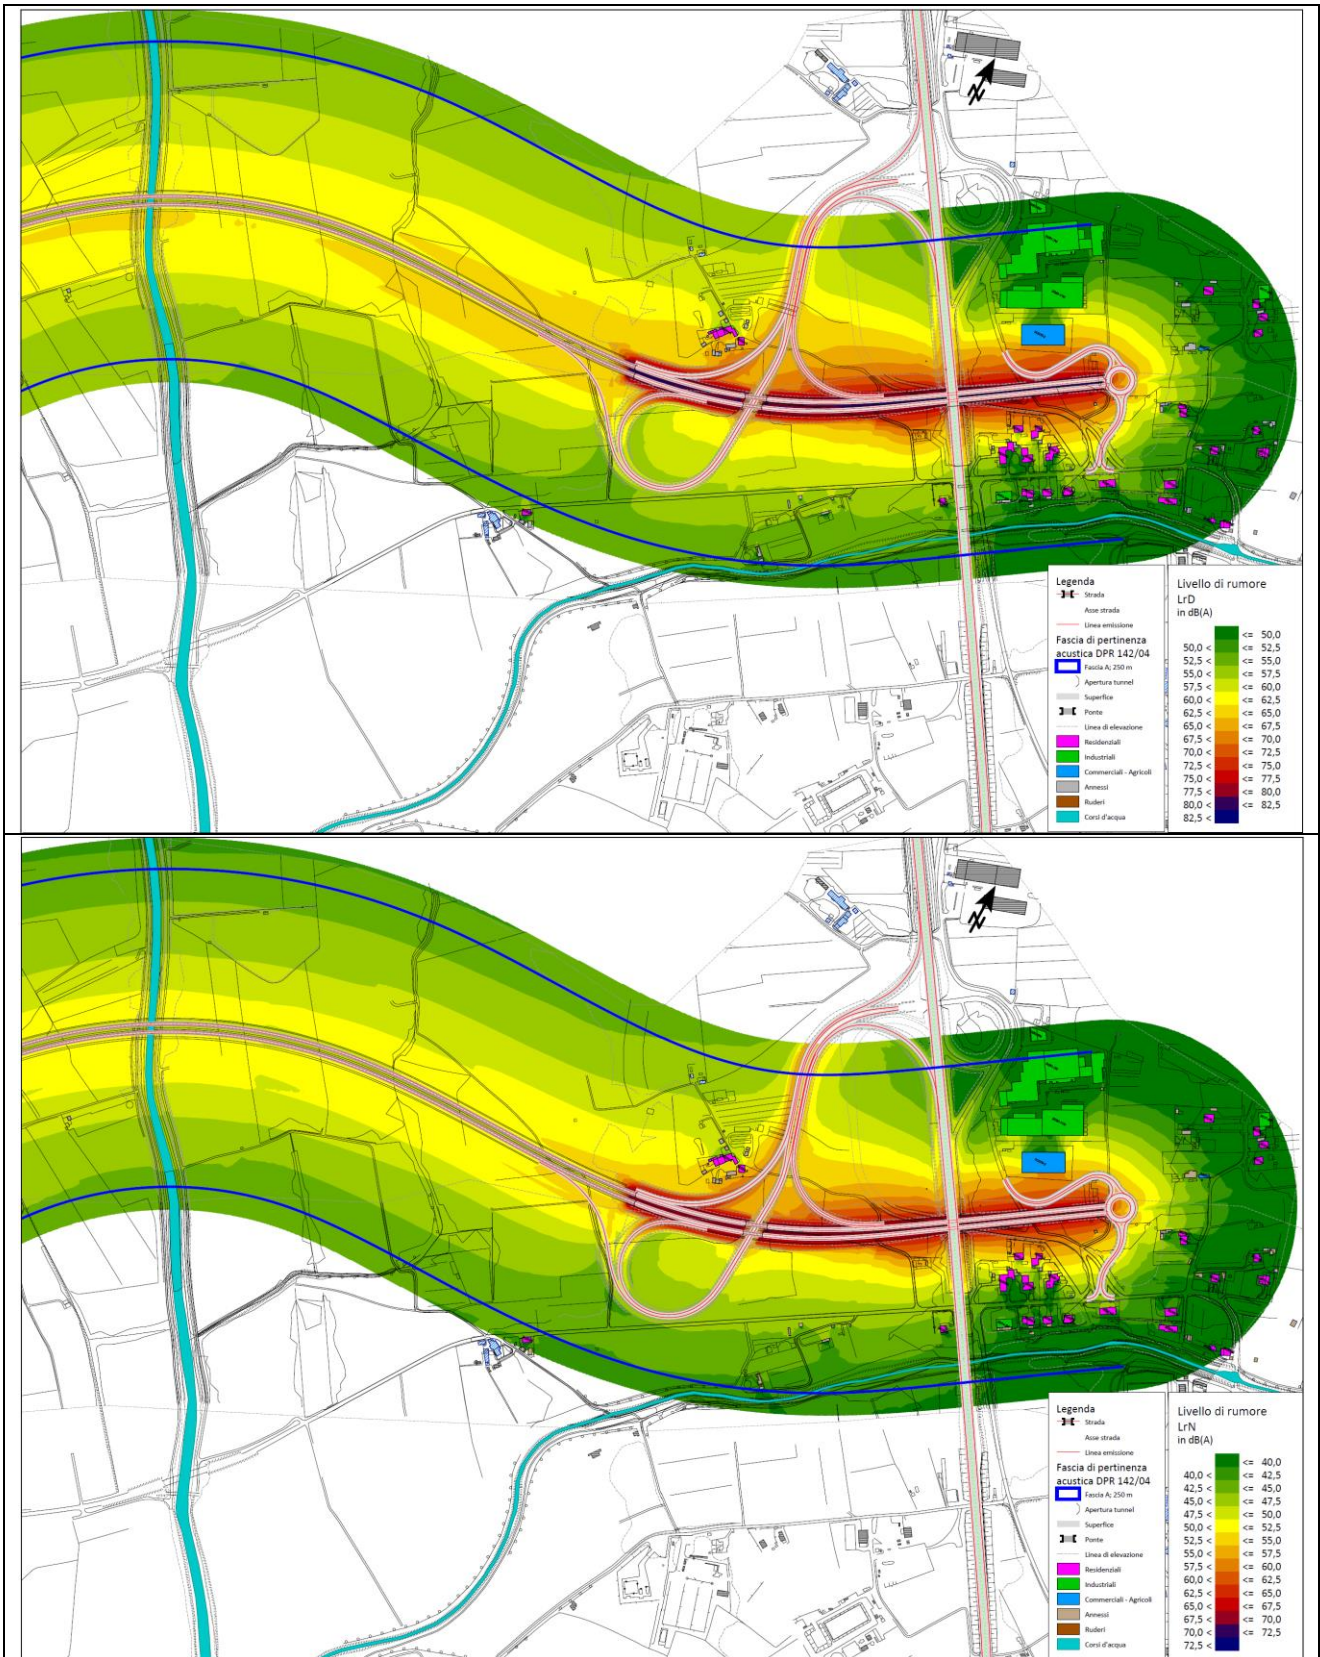 N
Legenda
Strada
Asse strada
Linea emissione
Fascia di pertinenza
acustica DPR 142/04
Fascia A; 250 m
Apertura tunnel
Superfice
Ponte
Linea di elevazione
Residenziali
Industriali
Commerciali - Agricoli
Annessi
Ruderi
Corsi d'acqua
Livello di rumore
LrD
in dB(A)
<= 50,0
50,0 < <= 52,5
52,5 < <= 55,0
55,0 < <= 57,5
57,5 < <= 60,0
60,0 < <= 62,5
62,5 < <= 65,0
65,0 < <= 67,5
67,5 < <= 70,0
70,0 < <= 72,5
72,5 < <= 75,0
75,0 < <= 77,5
77,5 < <= 80,0
80,0 < <= 82,5
82,5 <
N
Legenda
Strada
Asse strada
Linea emissione
Fascia di pertinenza
acustica DPR 142/04
Fascia A; 250 m
Apertura tunnel
Superfice
Ponte
Linea di elevazione
Residenziali
Industriali
Commerciali - Agricoli
Annessi
Ruderi
Corsi d'acqua
Livello di rumore
LrN
in dB(A)
<= 40,0
40,0 < <= 42,5
42,5 < <= 45,0
45,0 < <= 47,5
47,5 < <= 50,0
50,0 < <= 52,5
52,5 < <= 55,0
55,0 < <= 57,5
57,5 < <= 60,0
60,0 < <= 62,5
62,5 < <= 65,0
65,0 < <= 67,5
67,5 < <= 70,0
70,0 < <= 72,5
72,5 <